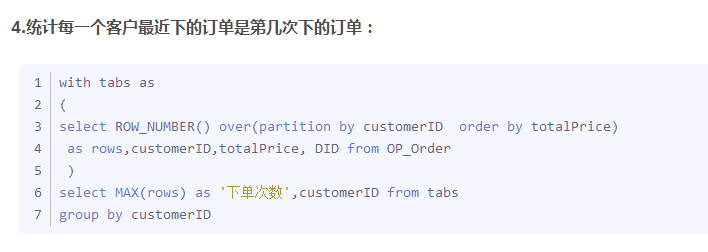 4.统计每一个客户最近下的订单是第几次下的订单：
1 with tabs as
2 (
3 select ROW_NUMBER() over(partition by customerID  order by totalPrice)
4  as rows,customerID,totalPrice, DID from OP_Order
5  )
6 select MAX(rows) as '下单次数',customerID from tabs
7 group by customerID